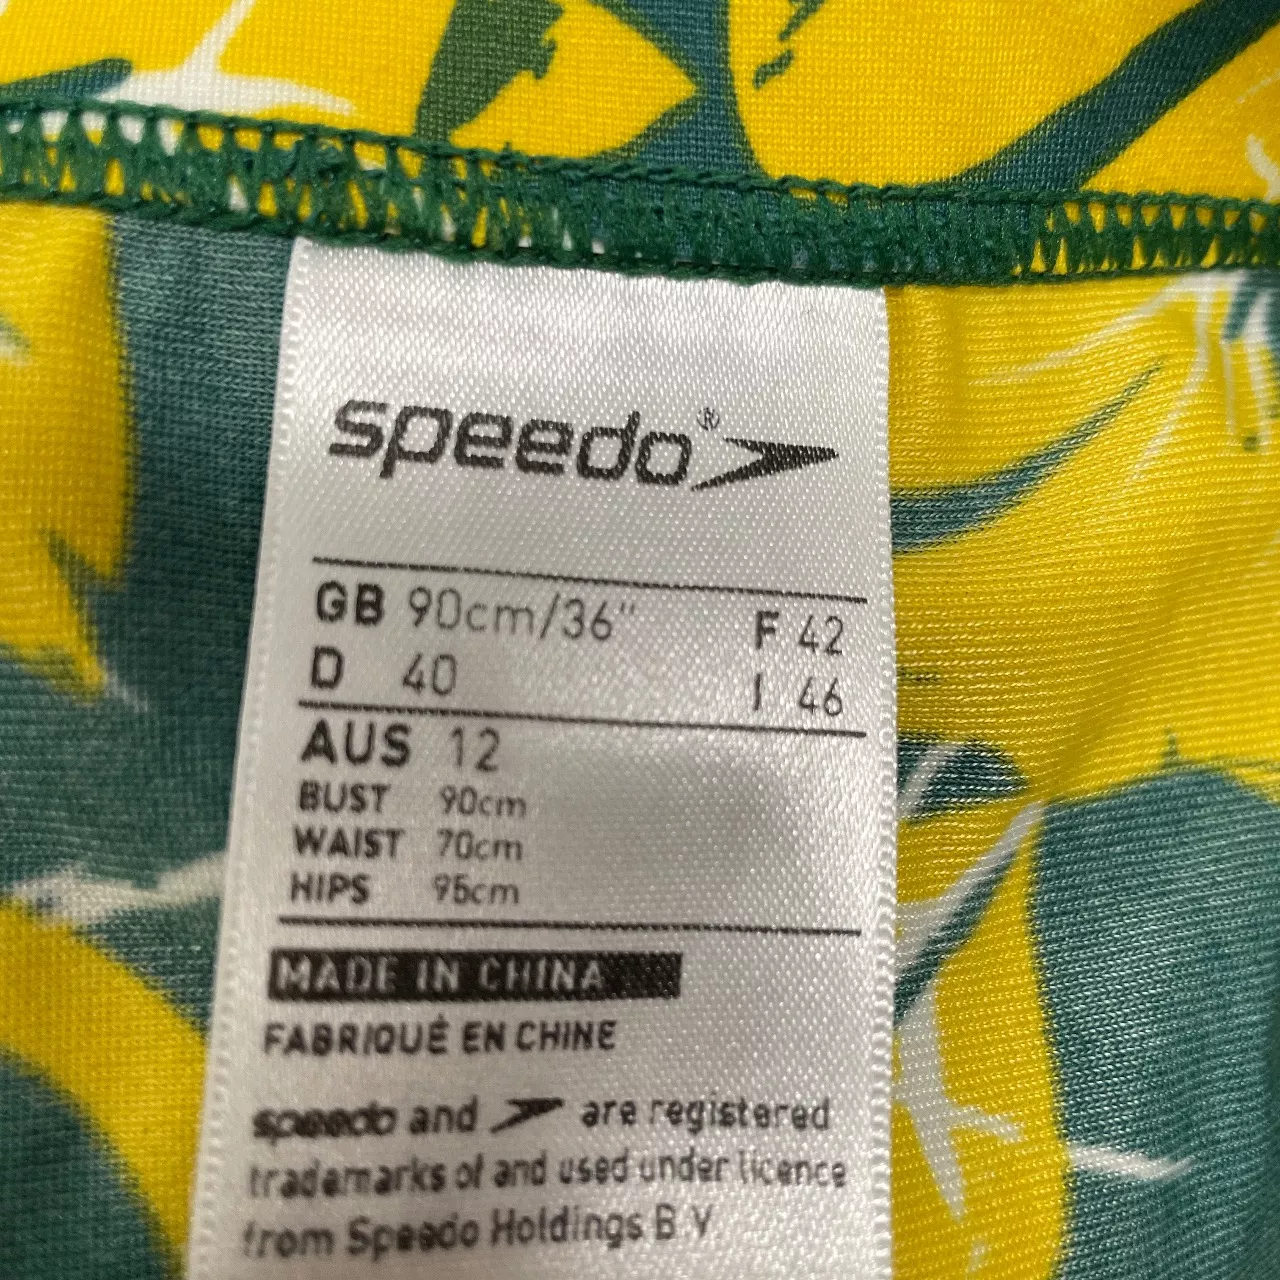 speedo®
GB 90cm/36" F 42
D 40 I 46
AUS 12
BUST 90cm
WAIST 70cm
HIPS 95cm
MADE IN CHINA
FABRIQUÉ EN CHINE
speedo and are registered
trademarks of and used under licence
from Speedo Holdings B V